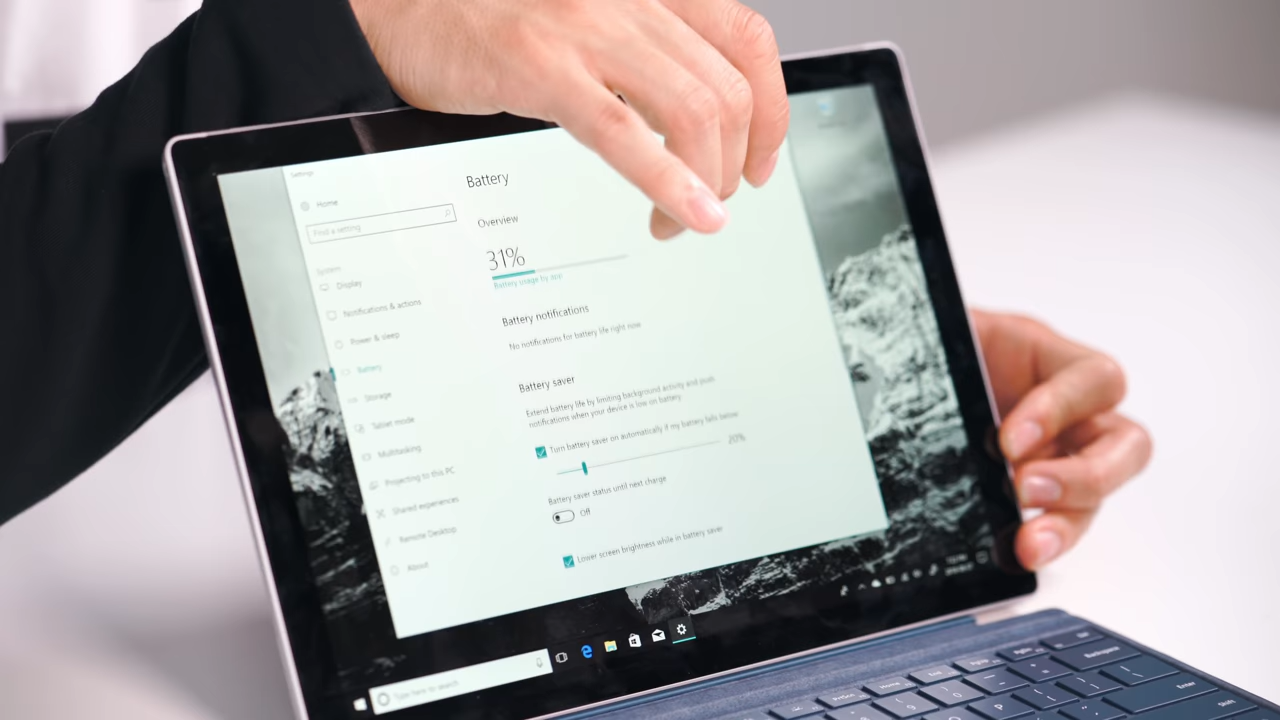 Settings
Home
Find a setting
System
Display
Notifications & actions
Power & sleep
Battery
Storage
Tablet mode
Multitasking
Projecting to this PC
Shared experiences
Remote Desktop
About
Battery
Overview
31%
Battery usage by app
Battery notifications
No notifications for battery life right now
Battery saver
Extend battery life by limiting background activity and push
notifications when your device is low on battery
Turn battery saver on automatically if my battery falls below
20%
Battery saver status until next charge
Off
Lower screen brightness while in battery saver
Type here to search
Backspace
Enter
Shift
P